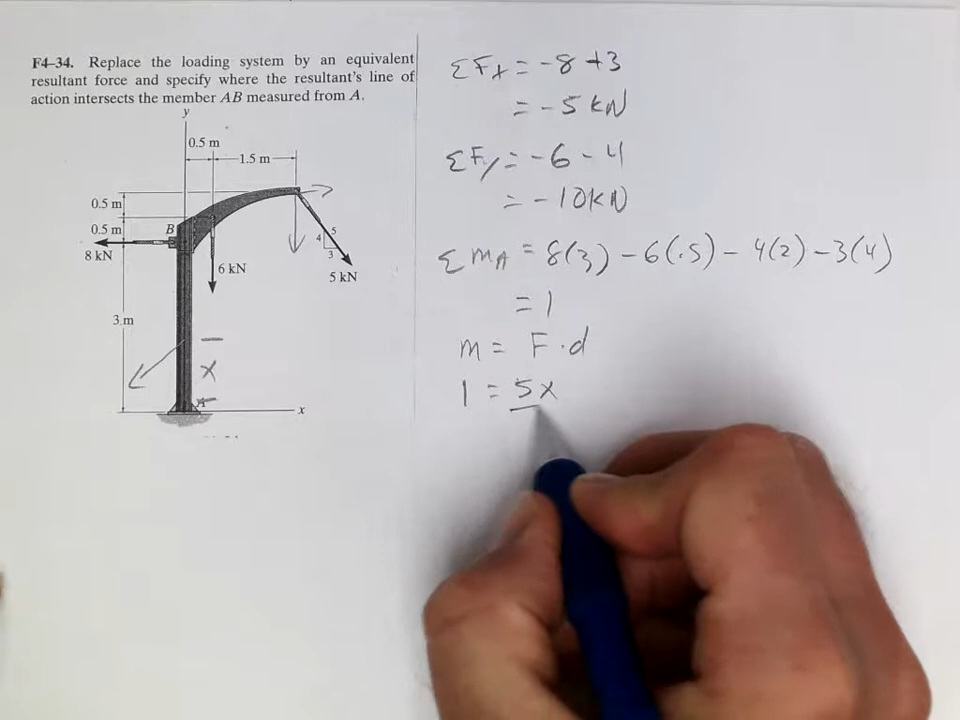 F4–34. Replace the loading system by an equivalent
resultant force and specify where the resultant's line of
action intersects the member AB measured from A.
y
0.5 m
1.5 m
0.5 m
0.5 m
B
8 kN
6 kN
4
5
3
5 kN
3 m
x
A
x
ΣFx = -8 +3
= -5 kN
ΣFy = -6 - 4
= -10KN
ΣmA = 8(3) - 6(.5) - 4(2) - 3(4)
= 1
m = F · d
1 = 5x